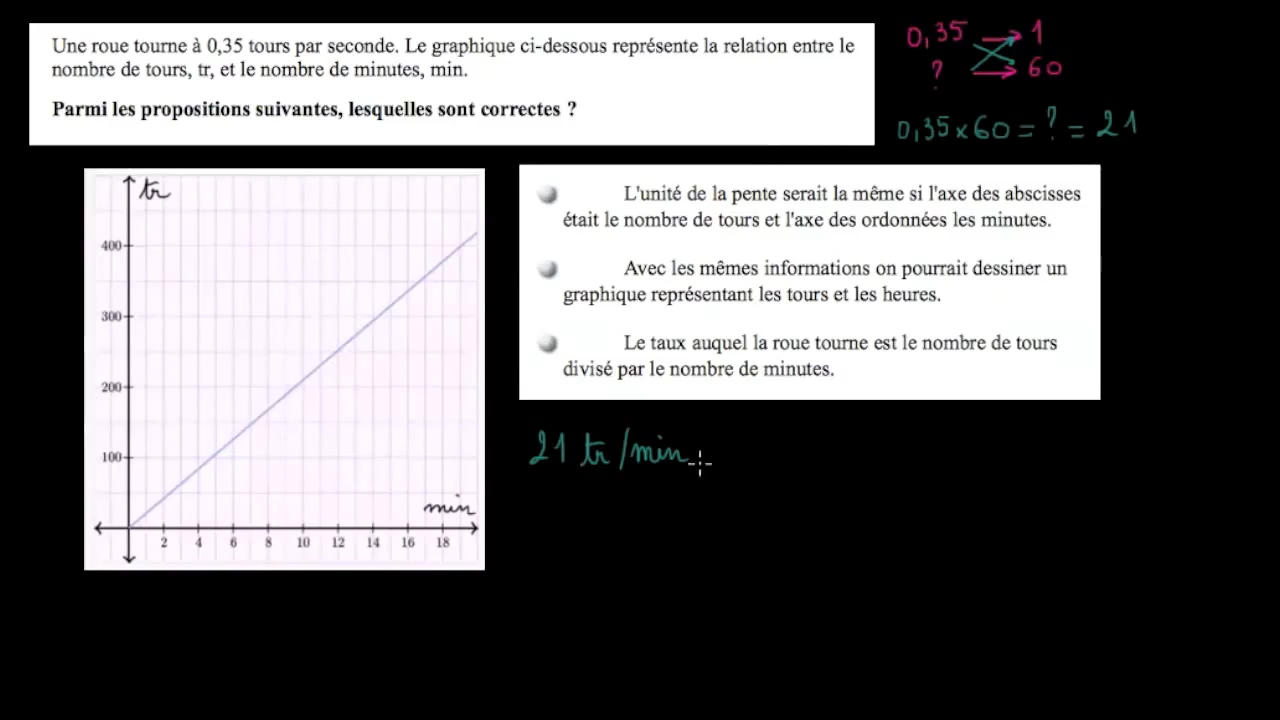 Une roue tourne à 0,35 tours par seconde. Le graphique ci-dessous représente la relation entre le
nombre de tours, tr, et le nombre de minutes, min.
Parmi les propositions suivantes, lesquelles sont correctes ?
0,35 → 1
? → 60
0,35 × 60 = ? = 21
tr
400
300
200
100
min
2 4 6 8 10 12 14 16 18
L'unité de la pente serait la même si l'axe des abscisses
était le nombre de tours et l'axe des ordonnées les minutes.
Avec les mêmes informations on pourrait dessiner un
graphique représentant les tours et les heures.
Le taux auquel la roue tourne est le nombre de tours
divisé par le nombre de minutes.
21 tr/min